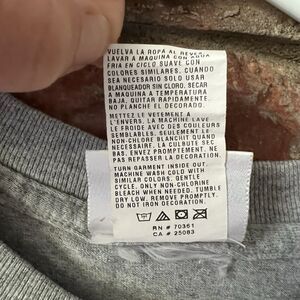 VUELVA LA ROPA AL REVES
LAVAR A MAQUINA CON AGUA
FRIA EN CICLO SUAVE CON
COLORES SIMILARES. CUANDO
SEA NECESARIO SOLO USAR
BLANQUEADOR SIN CLORO. SECAR
A MAQUINA A TEMPERATURA
BAJA, QUITAR RAPIDAMENTE.
NO PLANCHE EL DECORADO.
METTEZ LE VETEMENT A
L'ENVERS. LA MACHINE LAVE
LE FROIDE AVEC DES COULEURS
SEMBLABLES. SEULEMENT LE
NON-CHLORE BLANCHIT QUAND
NECESSAIRE. LA CULBUTE SEC
BAS. ENVEZ PROMPTEMENT. NE
PAS REPASSER LA DECORATION.
TURN GARMENT INSIDE OUT.
MACHINE WASH COLD WITH
SIMILAR COLORS, GENTLE
CYCLE. ONLY NON-CHLORINE
BLEACH WHEN NEEDED. TUMBLE
DRY LOW. REMOVE PROMPTLY.
DO NOT IRON DECORATION.
RN # 70361
CA # 25083